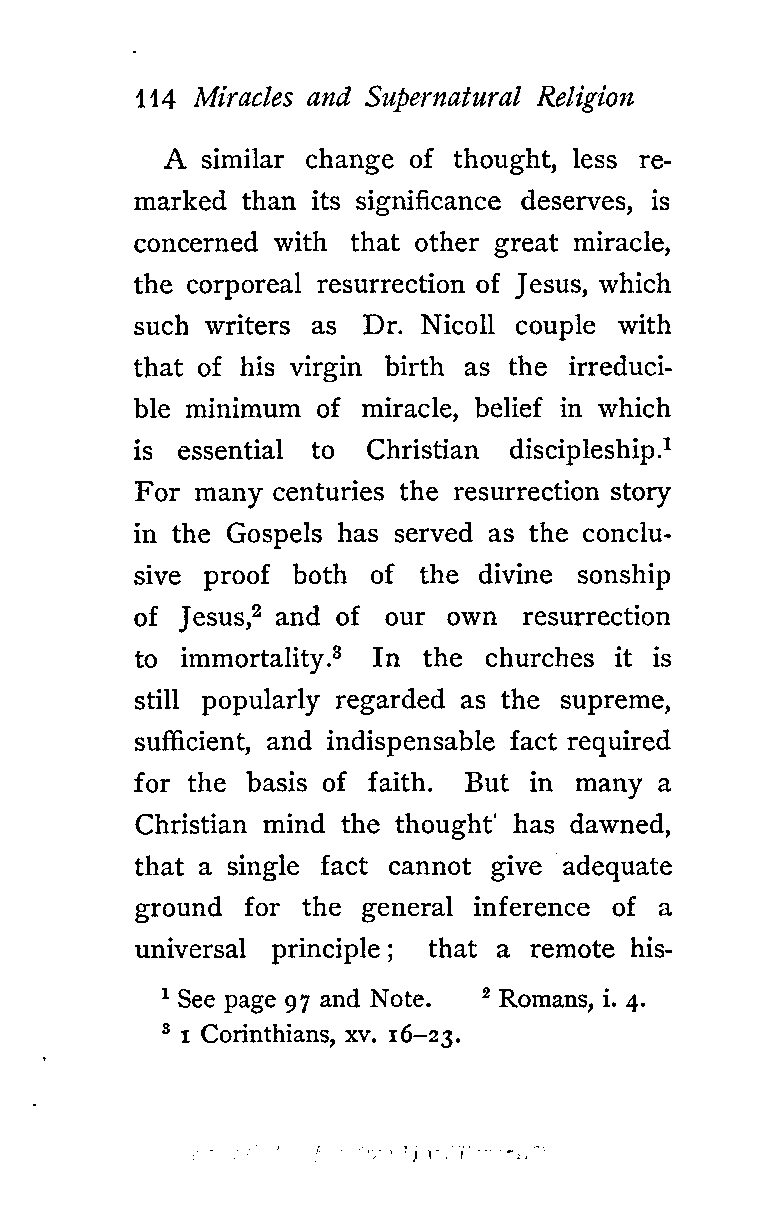 114 Miracles and Supernatural Religion
A similar change of thought, less re-
marked than its significance deserves, is
concerned with that other great miracle,
the corporeal resurrection of Jesus, which
such writers as Dr. Nicoll couple with
that of his virgin birth as the irreduci-
ble minimum of miracle, belief in which
is essential to Christian discipleship.¹
For many centuries the resurrection story
in the Gospels has served as the conclu-
sive proof both of the divine sonship
of Jesus,² and of our own resurrection
to immortality.³ In the churches it is
still popularly regarded as the supreme,
sufficient, and indispensable fact required
for the basis of faith. But in many a
Christian mind the thought has dawned,
that a single fact cannot give adequate
ground for the general inference of a
universal principle; that a remote his-
¹ See page 97 and Note. ² Romans, i. 4.
³ 1 Corinthians, xv. 16–23.